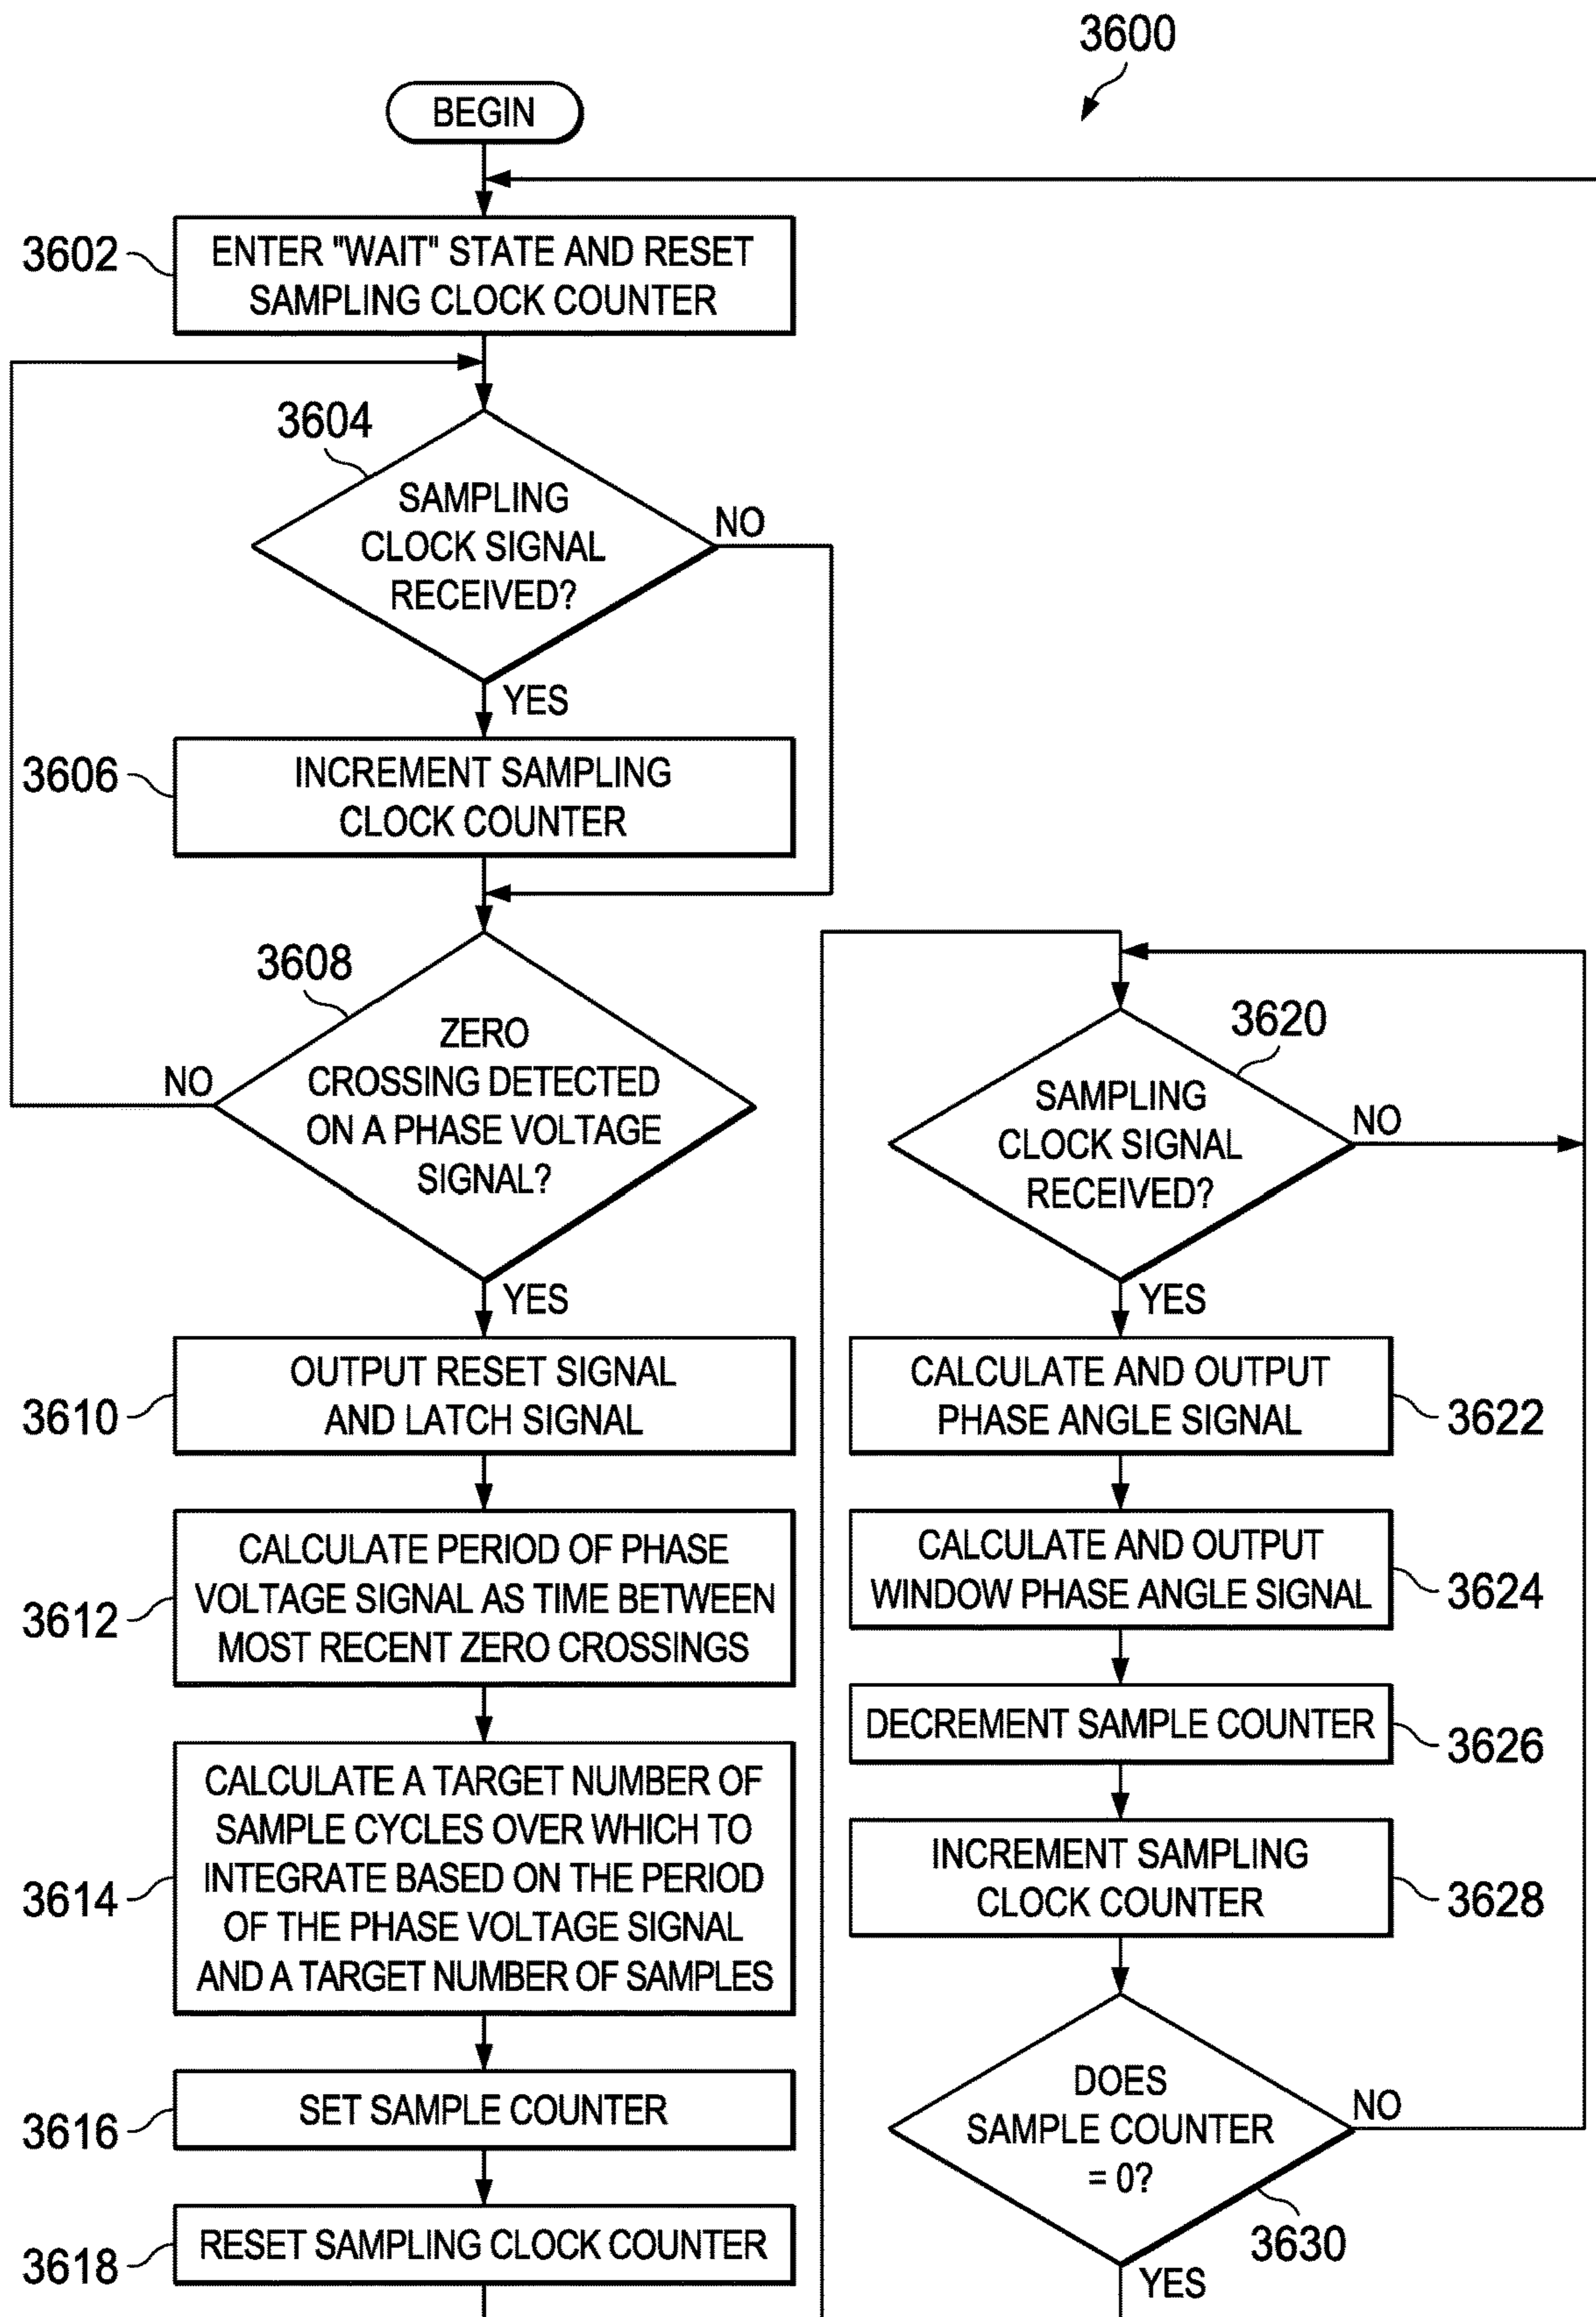 3600
BEGIN
3602
ENTER "WAIT" STATE AND RESET
SAMPLING CLOCK COUNTER
3604
SAMPLING
CLOCK SIGNAL
RECEIVED?
NO
YES
3606
INCREMENT SAMPLING
CLOCK COUNTER
3608
ZERO
CROSSING DETECTED
ON A PHASE VOLTAGE
SIGNAL?
NO
YES
3610
OUTPUT RESET SIGNAL
AND LATCH SIGNAL
3612
CALCULATE PERIOD OF PHASE
VOLTAGE SIGNAL AS TIME BETWEEN
MOST RECENT ZERO CROSSINGS
3614
CALCULATE A TARGET NUMBER OF
SAMPLE CYCLES OVER WHICH TO
INTEGRATE BASED ON THE PERIOD
OF THE PHASE VOLTAGE SIGNAL
AND A TARGET NUMBER OF SAMPLES
3616
SET SAMPLE COUNTER
3618
RESET SAMPLING CLOCK COUNTER
3620
SAMPLING
CLOCK SIGNAL
RECEIVED?
NO
YES
CALCULATE AND OUTPUT
PHASE ANGLE SIGNAL
3622
CALCULATE AND OUTPUT
WINDOW PHASE ANGLE SIGNAL
3624
DECREMENT SAMPLE COUNTER
3626
INCREMENT SAMPLING
CLOCK COUNTER
3628
DOES
SAMPLE COUNTER
= 0?
NO
3630
YES